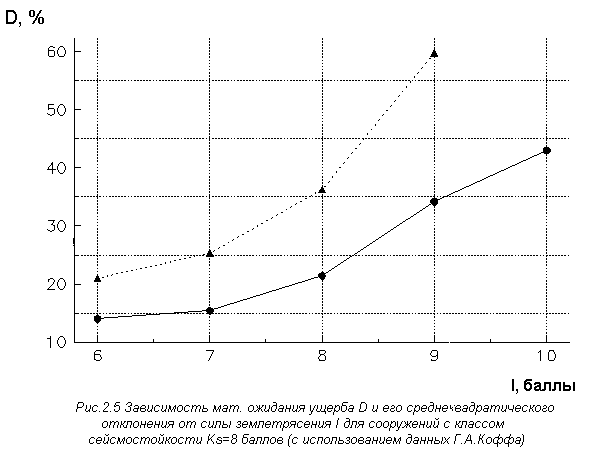 D, %
60
50
40
30
20
10
6 7 8 9 10
I, баллы
Рис.2.5 Зависимость мат. ожидания ущерба D и его среднеквадратического
отклонения от силы землетрясения I для сооружений с классом
сейсмостойкости Ks=8 баллов (с использованием данных Г.А.Коффа)